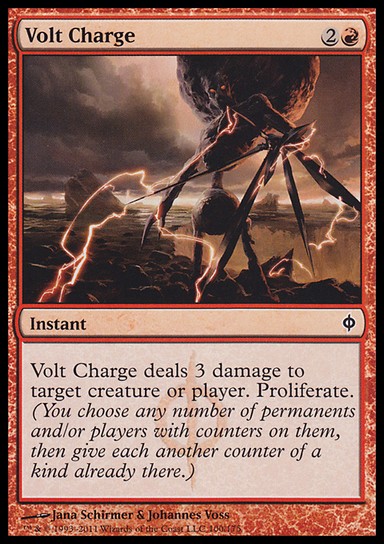 Volt Charge 2
Instant
Volt Charge deals 3 damage to
target creature or player. Proliferate.
(You choose any number of permanents
and/or players with counters on them,
then give each another counter of a
kind already there.)
Jana Schirmer & Johannes Voss
™ & © 1993-2011 Wizards of the Coast LLC 100/175